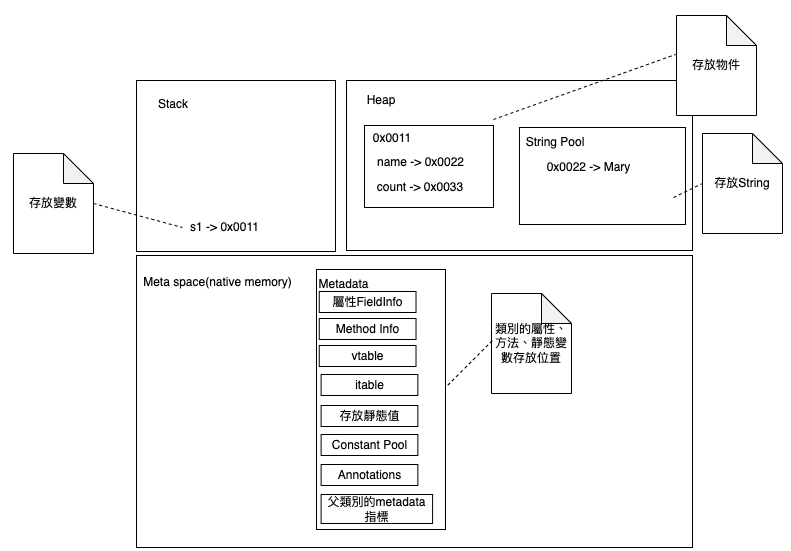 存放物件
Stack
Heap
0x0011
name -> 0x0022
count -> 0x0033
String Pool
0x0022 -> Mary
存放String
存放變數
s1 -> 0x0011
Meta space(native memory)
Metadata
屬性FieldInfo
Method Info
vtable
itable
存放靜態值
Constant Pool
Annotations
父類別的metadata
指標
類別的屬性、
方法、靜態變
數存放位置